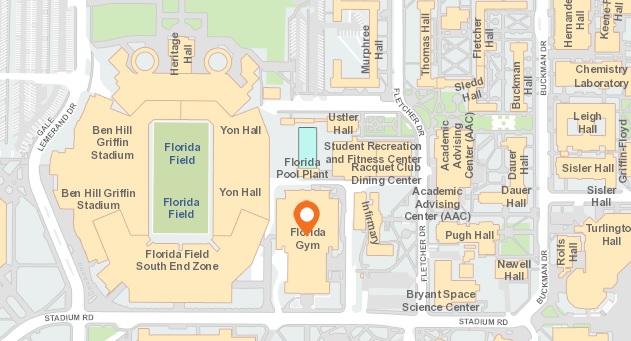 Heritage
Hall
Murphree
Hall
Thomas Hall
Fletcher
Hall
Sledd
Hall
Buckman
Hall
BUCKMAN DR
Hernandez
Hall
Keene-F
Hall
Chemistry
Laboratory
GALE
LEMERAND DR
Ben Hill
Griffin
Stadium
Florida
Field
Yon Hall
Ustler
Hall
FLETCHER DR
Leigh
Hall
Griffin-Floyd
Student Recreation
and Fitness Center
Florida
Pool Plant
Racquet Club
Dining Center
Academic
Advising
Center (AAC)
Dauer
Hall
Sisler Hall
Ben Hill Griffin
Stadium
Florida
Field
Yon Hall
Academic
Advising
Center (AAC)
Dauer
Hall
Sisler
Hall
Florida
Gym
Infirmary
Pugh Hall
Turlington
Hall
Rolfs
Hall
Florida Field
South End Zone
FLETCHER DR
Newell
Hall
BUCKMAN DR
Bryant Space
Science Center
STADIUM RD
STADIUM RD